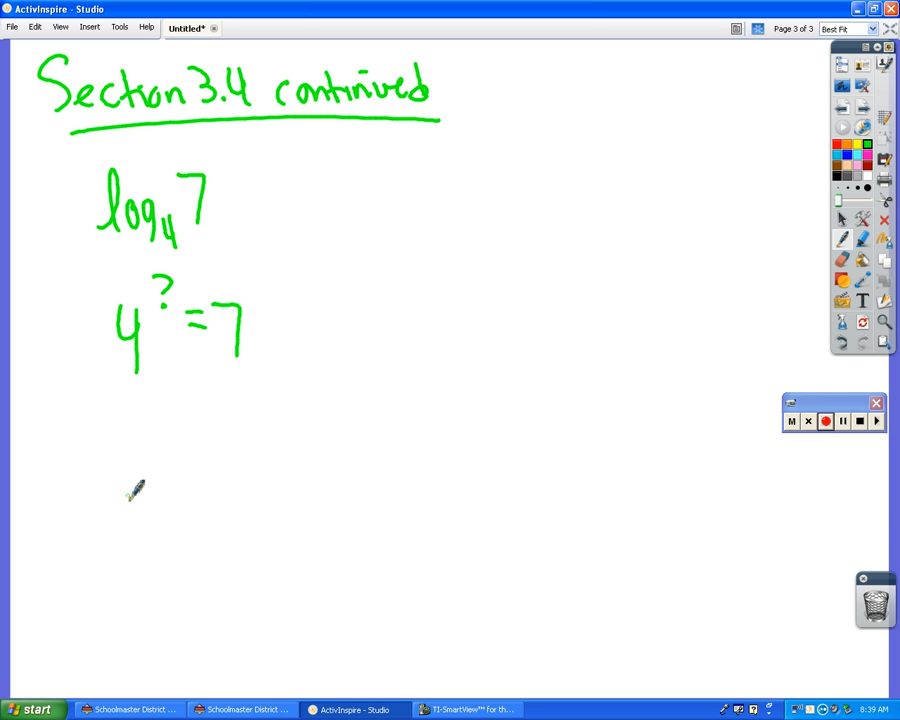 ActivInspire - Studio
File Edit View Insert Tools Help Untitled* Page 3 of 3 Best Fit
Section 3.4 continued
log₄ 7
4^? = 7
M
T
start Schoolmaster District ... Schoolmaster District ... ActivInspire - Studio TI-SmartView™ for th... 8:39 AM